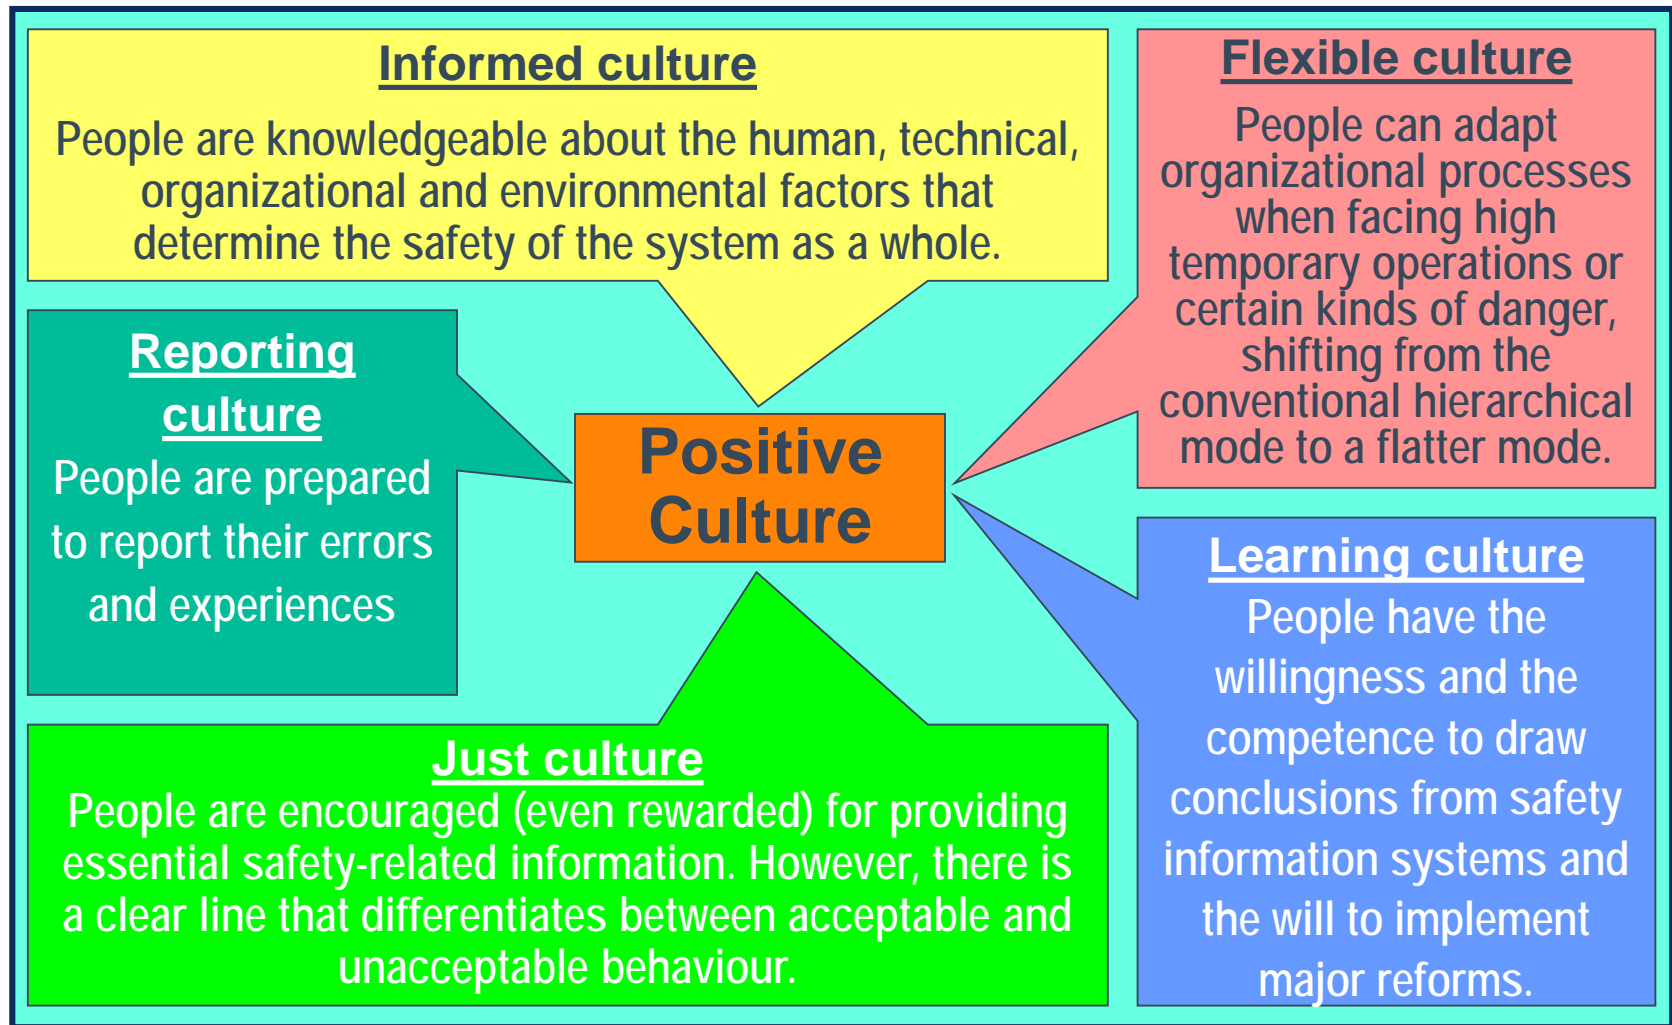 Informed culture
People are knowledgeable about the human, technical,
organizational and environmental factors that
determine the safety of the system as a whole.
Flexible culture
People can adapt
organizational processes
when facing high
temporary operations or
certain kinds of danger,
shifting from the
conventional hierarchical
mode to a flatter mode.
Reporting
culture
People are prepared
to report their errors
and experiences
Positive
Culture
Learning culture
People have the
willingness and the
competence to draw
conclusions from safety
information systems and
the will to implement
major reforms.
Just culture
People are encouraged (even rewarded) for providing
essential safety-related information. However, there is
a clear line that differentiates between acceptable and
unacceptable behaviour.